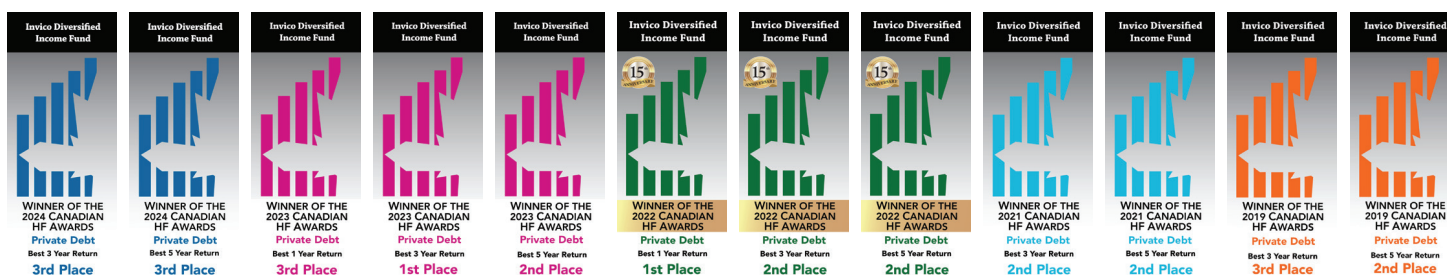 Invico Diversified
Income Fund
WINNER OF THE
2024 CANADIAN
HF AWARDS
Private Debt
Best 3 Year Return
3rd Place
Invico Diversified
Income Fund
WINNER OF THE
2024 CANADIAN
HF AWARDS
Private Debt
Best 5 Year Return
3rd Place
Invico Diversified
Income Fund
WINNER OF THE
2023 CANADIAN
HF AWARDS
Private Debt
Best 1 Year Return
3rd Place
Invico Diversified
Income Fund
WINNER OF THE
2023 CANADIAN
HF AWARDS
Private Debt
Best 3 Year Return
1st Place
Invico Diversified
Income Fund
WINNER OF THE
2023 CANADIAN
HF AWARDS
Private Debt
Best 5 Year Return
2nd Place
Invico Diversified
Income Fund
15th
ANNIVERSARY
WINNER OF THE
2022 CANADIAN
HF AWARDS
Private Debt
Best 1 Year Return
1st Place
Invico Diversified
Income Fund
15th
ANNIVERSARY
WINNER OF THE
2022 CANADIAN
HF AWARDS
Private Debt
Best 3 Year Return
2nd Place
Invico Diversified
Income Fund
15th
ANNIVERSARY
WINNER OF THE
2022 CANADIAN
HF AWARDS
Private Debt
Best 5 Year Return
2nd Place
Invico Diversified
Income Fund
WINNER OF THE
2021 CANADIAN
HF AWARDS
Private Debt
Best 3 Year Return
2nd Place
Invico Diversified
Income Fund
WINNER OF THE
2021 CANADIAN
HF AWARDS
Private Debt
Best 5 Year Return
2nd Place
Invico Diversified
Income Fund
WINNER OF THE
2019 CANADIAN
HF AWARDS
Private Debt
Best 3 Year Return
3rd Place
Invico Diversified
Income Fund
WINNER OF THE
2019 CANADIAN
HF AWARDS
Private Debt
Best 5 Year Return
2nd Place